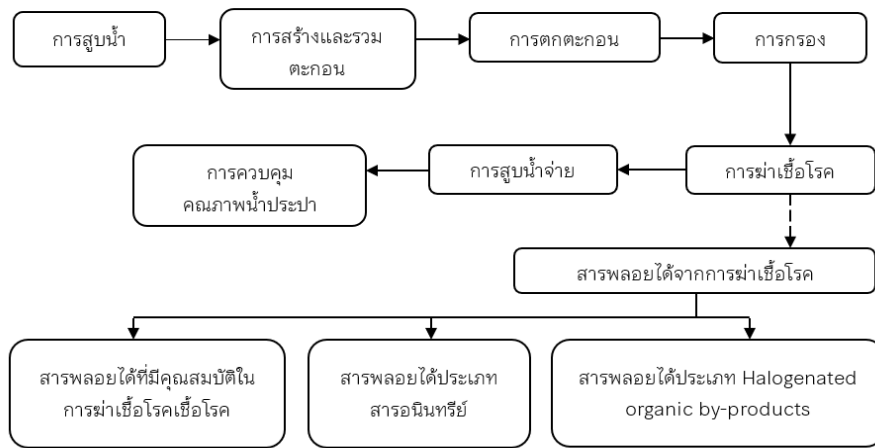 การสูบน้ำ
การสร้างและรวม
ตะกอน
การตกตะกอน
การกรอง
การฆ่าเชื้อโรค
การสูบน้ำจ่าย
การควบคุม
คณภาพน้ำประปา
สารพลอยได้จากการฆ่าเชื้อโรค
สารพลอยได้ที่มีคุณสมบัติใน
การฆ่าเชื้อโรคเชื้อโรค
สารพลอยได้ประเภท
สารอนินทรีย์
สารพลอยได้ประเภท Halogenated
organic by-products